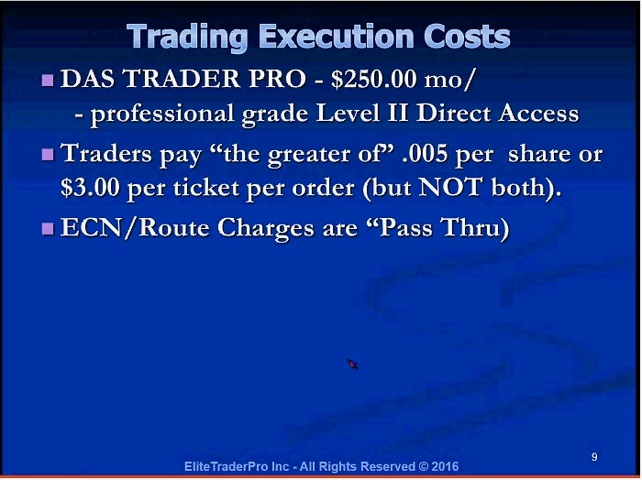 Trading Execution Costs
DAS TRADER PRO - $250.00 mo/
- professional grade Level II Direct Access
Traders pay “the greater of” .005 per share or
$3.00 per ticket per order (but NOT both).
ECN/Route Charges are “Pass Thru)
9
EliteTraderPro Inc - All Rights Reserved © 2016